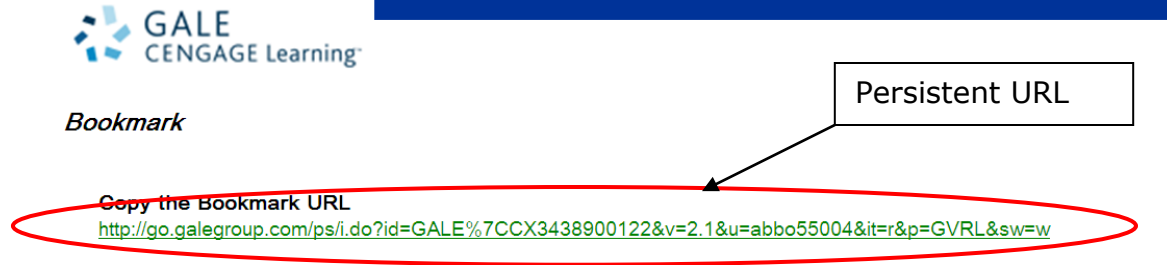 GALE
CENGAGE Learning™
Persistent URL
Bookmark
Copy the Bookmark URL
http://go.galegroup.com/ps/i.do?id=GALE%7CCX3438900122&v=2.1&u=abbo55004&it=r&p=GVRL&sw=w